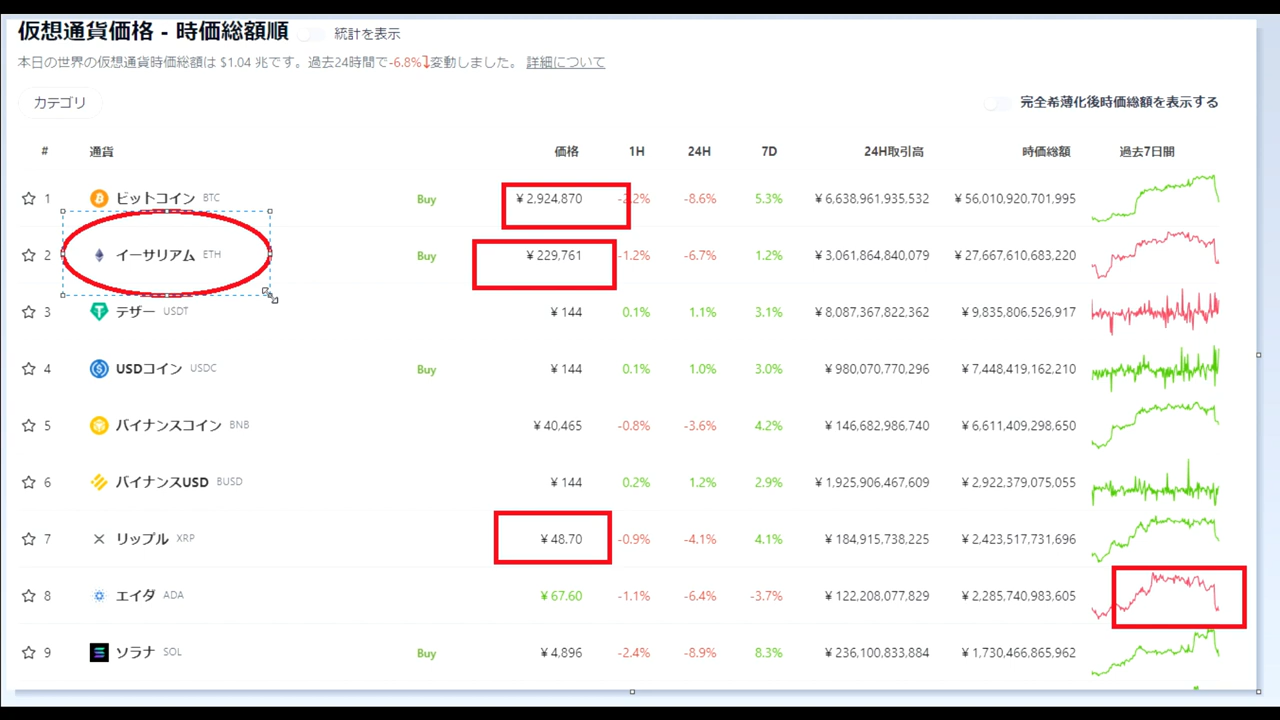 仮想通貨価格 - 時価総額順 統計を表示
本日の世界の仮想通貨時価総額は $1.04 兆です。過去24時間で-6.8%変動しました。 詳細について
カテゴリ 完全希薄化後時価総額を表示する
# 通貨 価格 1H 24H 7D 24H取引高 時価総額 過去7日間
1 ビットコイン BTC Buy ¥2.924,870 -2.2% -8.6% 5.3% ¥6.638,961,935,532 ¥56,010,920,701,995
2 イーサリアム ETH Buy ¥229,761 -1.2% -6.7% 1.2% ¥3,061,864,840,079 ¥27,667,610,683,220
3 テザー USDT ¥144 0.1% 1.1% 3.1% ¥8,087,367,822,362 ¥9,835,806,526,917
4 USDコイン USDC Buy ¥144 0.1% 1.0% 3.0% ¥980,070,770,296 ¥7,448,419,162,210
5 バイナンスコイン BNB ¥40,465 -0.8% -3.6% 4.2% ¥146,682,986,740 ¥6,611,409,298,650
6 バイナンスUSD BUSD ¥144 0.2% 1.2% 2.9% ¥1,925,906,467,609 ¥2,922,379,075,055
7 リップル XRP ¥48.70 -0.9% -4.1% 4.1% ¥184,915,738,225 ¥2,423,517,731,696
8 エイダ ADA ¥67.60 -1.1% -6.4% -3.7% ¥122,208,077,829 ¥2,285,740,983,605
9 ソラナ SOL Buy ¥4,896 -2.4% -8.9% 8.3% ¥236,100,833,884 ¥1,730,466,865,962